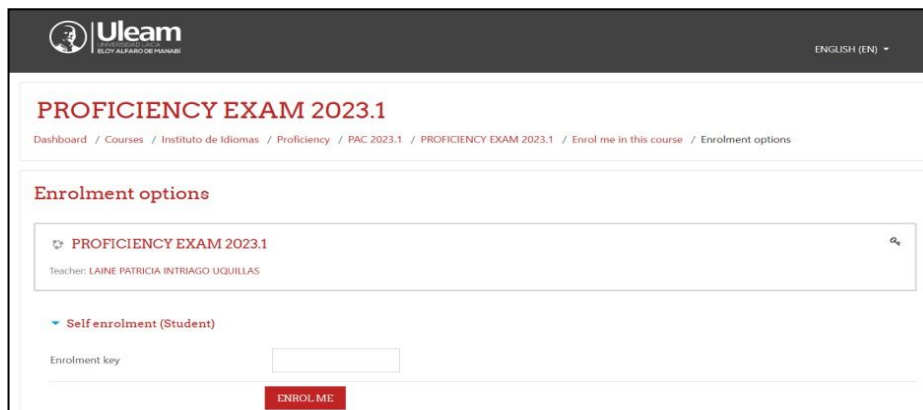 Uleam
UNIVERSIDAD LAICA
ELOY ALFARO DE MANABÍ
ENGLISH (EN)
PROFICIENCY EXAM 2023.1
Dashboard / Courses / Instituto de Idiomas / Proficiency / PAC 2023.1 / PROFICIENCY EXAM 2023.1 / Enrol me in this course / Enrolment options
Enrolment options
PROFICIENCY EXAM 2023.1
Teacher: LAINE PATRICIA INTRIAGO UQUILLAS
Self enrolment (Student)
Enrolment key
ENROL ME